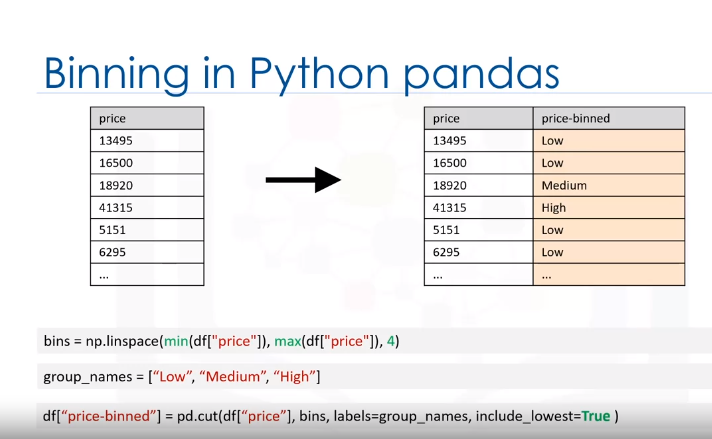 Binning in Python pandas
price
13495
16500
18920
41315
5151
6295
...
price price-binned
13495 Low
16500 Low
18920 Medium
41315 High
5151 Low
6295 Low
... ...
bins = np.linspace(min(df["price"]), max(df["price"]), 4)
group_names = [“Low”, “Medium”, “High”]
df[“price-binned”] = pd.cut(df[“price”], bins, labels=group_names, include_lowest=True )